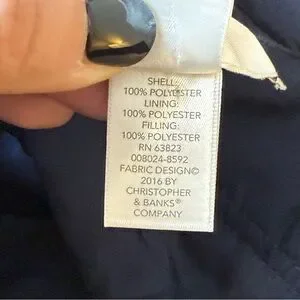 SHELL:
100% POLYESTER
LINING:
100% POLYESTER
FILLING:
100% POLYESTER
RN 63823
008024-8592
FABRIC DESIGN©
2016 BY
CHRISTOPHER
& BANKS®
COMPANY